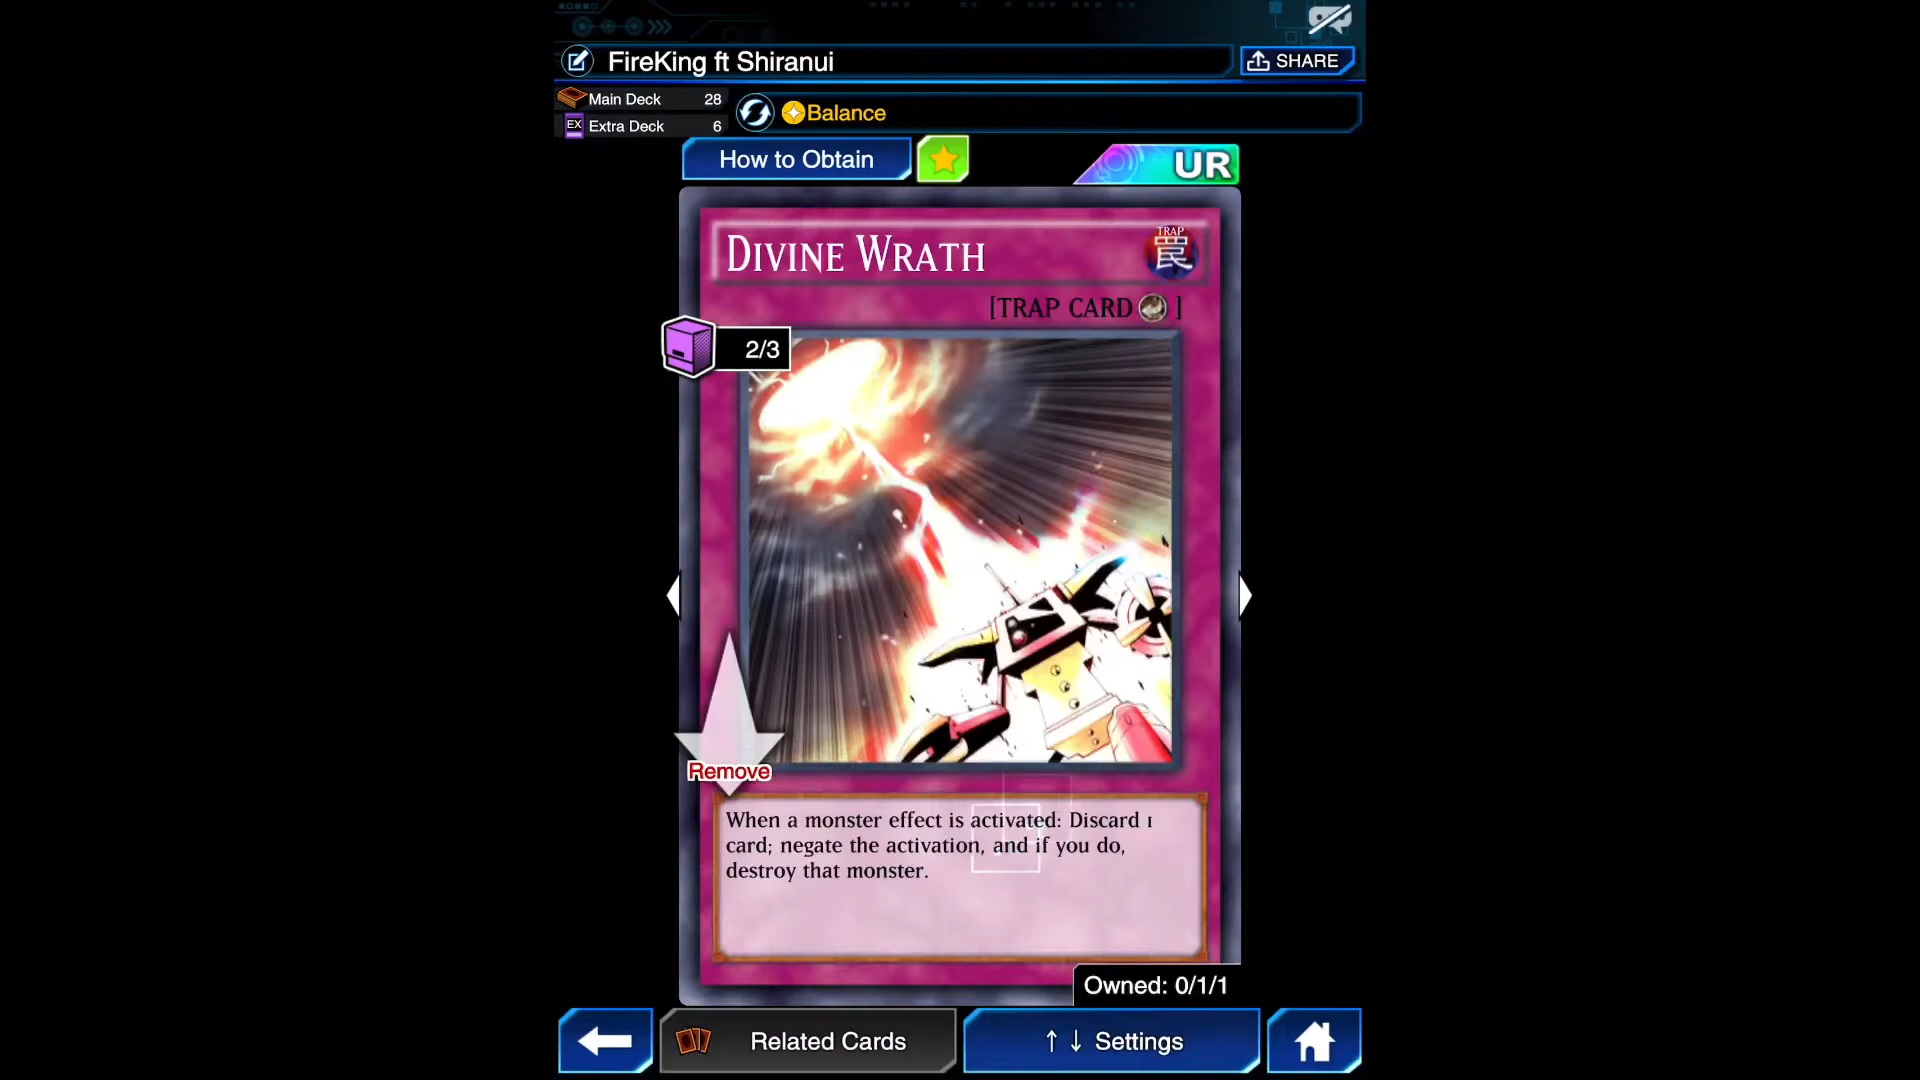 FireKing ft Shiranui
SHARE
Main Deck 28
EX Extra Deck 6
Balance
How to Obtain
UR
DIVINE WRATH
TRAP
罠
[TRAP CARD ]
2/3
Remove
When a monster effect is activated: Discard 1
card; negate the activation, and if you do,
destroy that monster.
Owned: 0/1/1
Related Cards
↑↓ Settings